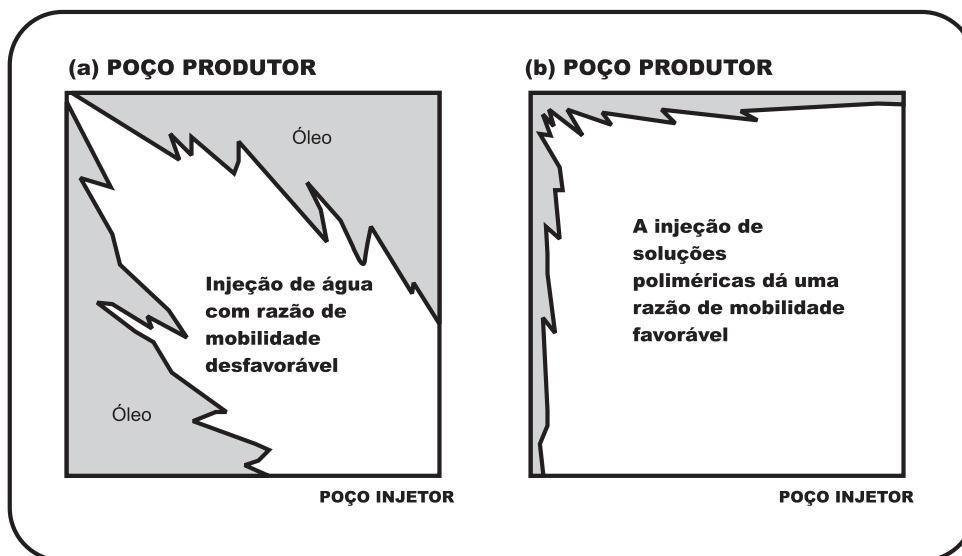 (a) POÇO PRODUTOR
Óleo
Injeção de água
com razão de
mobilidade
desfavorável
Óleo
POÇO INJETOR
(b) POÇO PRODUTOR
A injeção de
soluções
poliméricas dá uma
razão de mobilidade
favorável
POÇO INJETOR